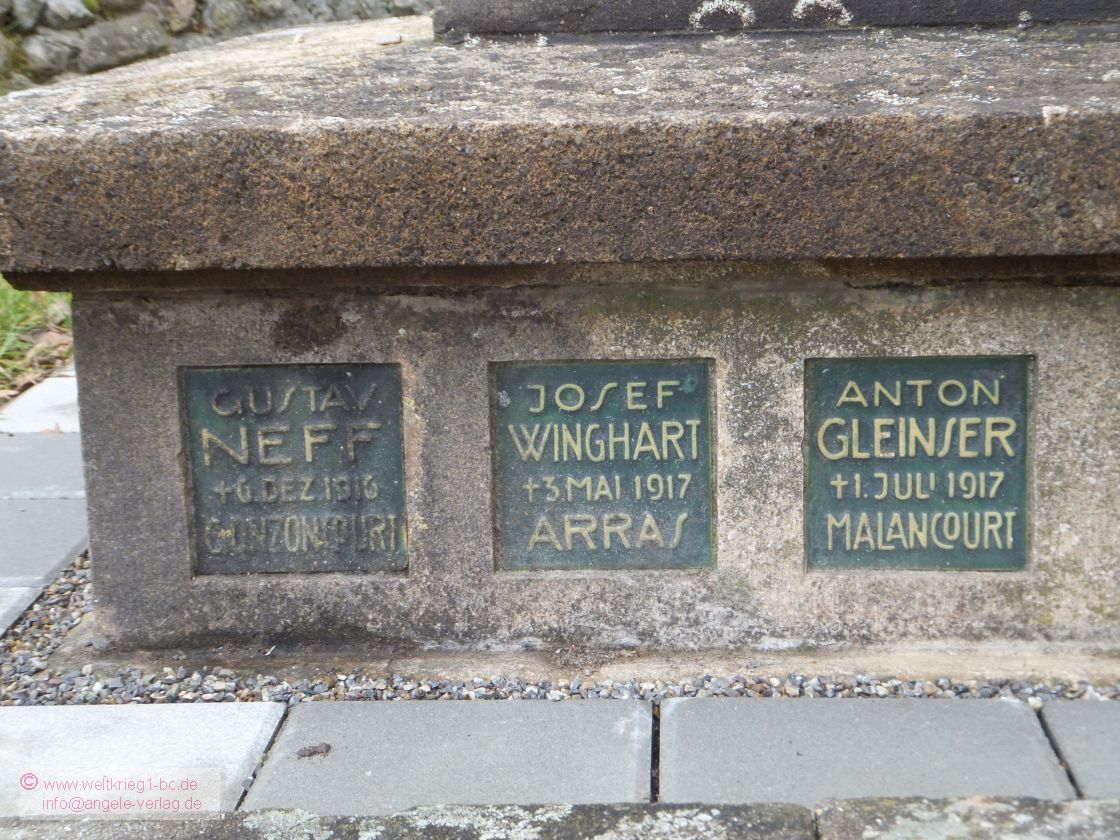 GUSTAV
NEFF
+6.DEZ.1916
GONZONCOURT
JOSEF
WINGHART
+3.MAI 1917
ARRAS
ANTON
GLEINSER
+1.JULI 1917
MALANCOURT
© www.weltkrieg1-bc.de
info@angele-verlag.de